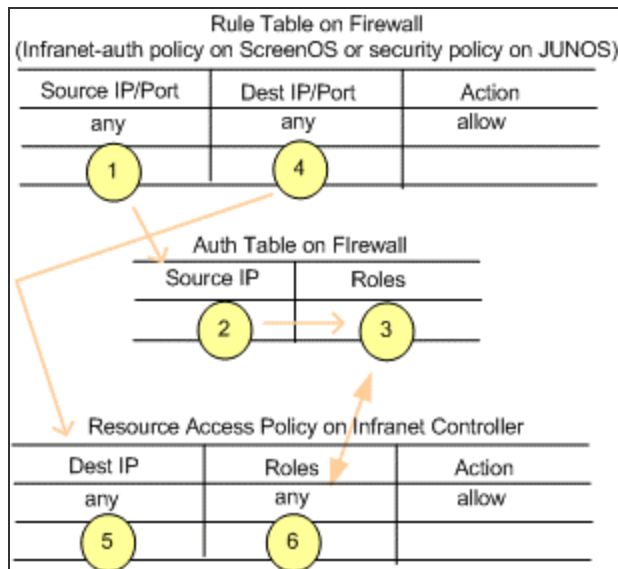 Rule Table on Firewall
(Infranet-auth policy on ScreenOS or security policy on JUNOS)
Source IP/Port Dest IP/Port Action
any any allow
1 4
Auth Table on FIrewall
Source IP Roles
2 3
Resource Access Policy on Infranet Controller
Dest IP Roles Action
any any allow
5 6